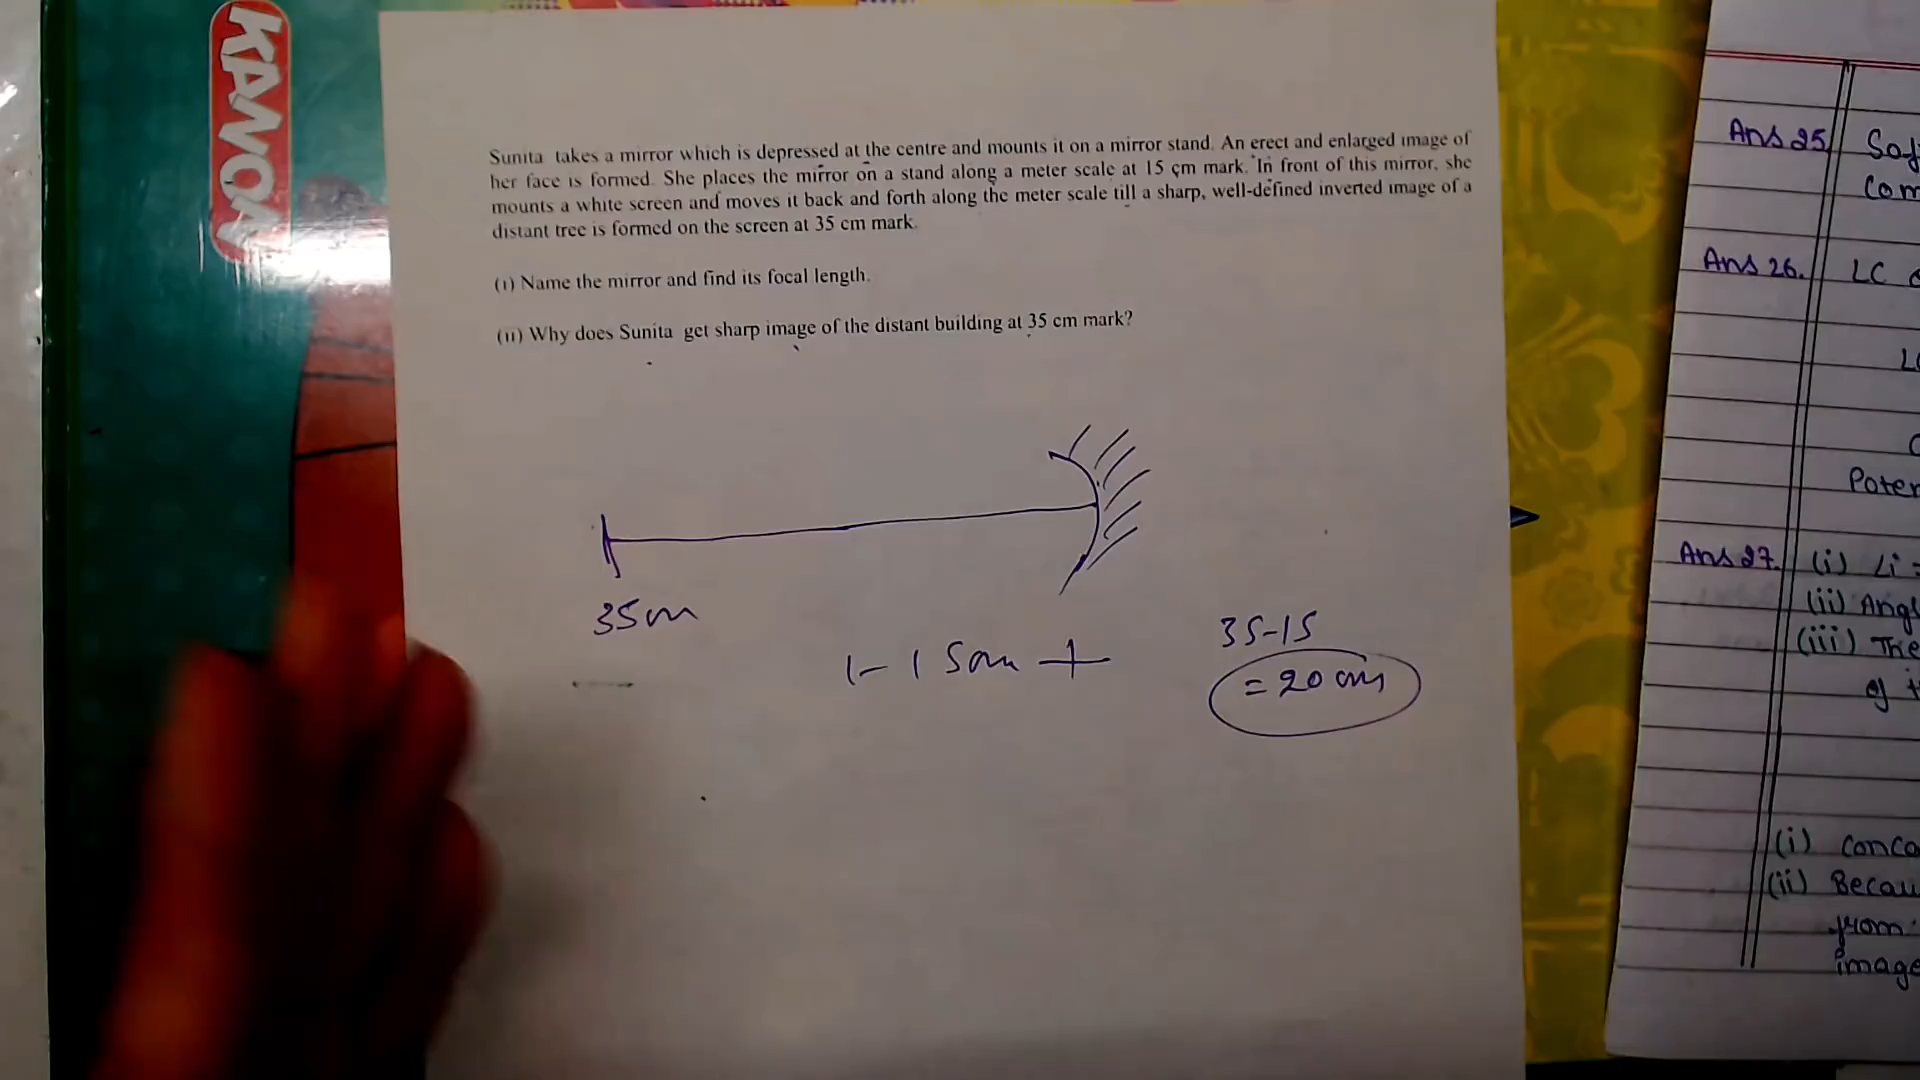 KANON
Sunita takes a mirror which is depressed at the centre and mounts it on a mirror stand. An erect and enlarged image of
her face is formed. She places the mirror on a stand along a meter scale at 15 cm mark. In front of this mirror, she
mounts a white screen and moves it back and forth along the meter scale till a sharp, well-defined inverted image of a
distant tree is formed on the screen at 35 cm mark.
(i) Name the mirror and find its focal length.
(ii) Why does Sunita get sharp image of the distant building at 35 cm mark?
35cm
15cm
35-15
= 20 cm
Ans 25
Com
Ans 26. LC
Ans 27. (i) Li =
(ii) Ang
(iii) The
of
(i) Conca
(ii) Becau
from
image